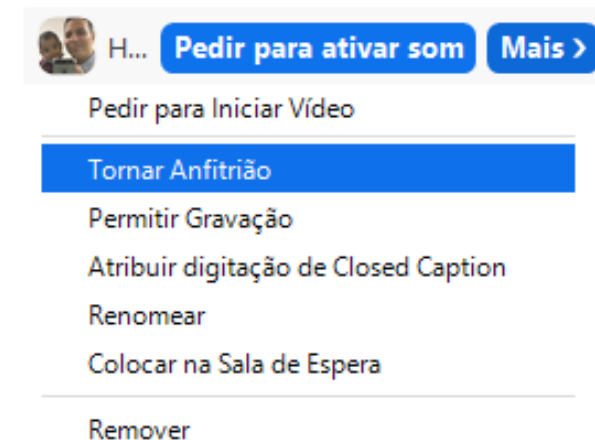 H... Pedir para ativar som Mais >
Pedir para Iniciar Vídeo
Tornar Anfitrião
Permitir Gravação
Atribuir digitação de Closed Caption
Renomear
Colocar na Sala de Espera
Remover